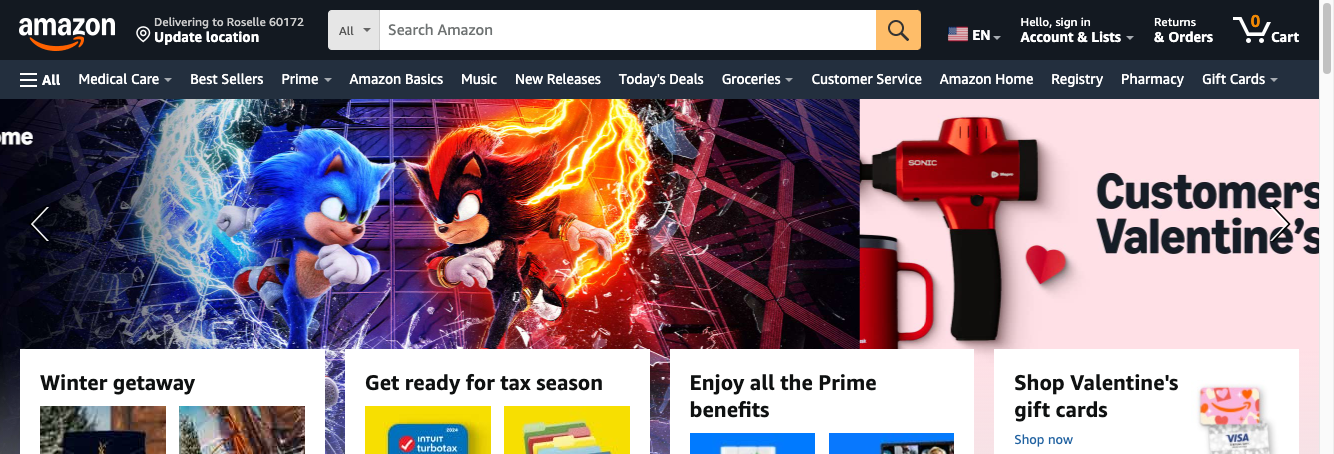 amazon
Delivering to Roselle 60172
Update location
All
Search Amazon
EN
Hello, sign in
Account & Lists
Returns
& Orders
0
Cart
All
Medical Care
Best Sellers
Prime
Amazon Basics
Music
New Releases
Today's Deals
Groceries
Customer Service
Amazon Home
Registry
Pharmacy
Gift Cards
ome
SONIC
Customers
Valentine's
Winter getaway
Get ready for tax season
2024
INTUIT
turbotax
Enjoy all the Prime
benefits
Shop Valentine's
gift cards
Shop now
VISA